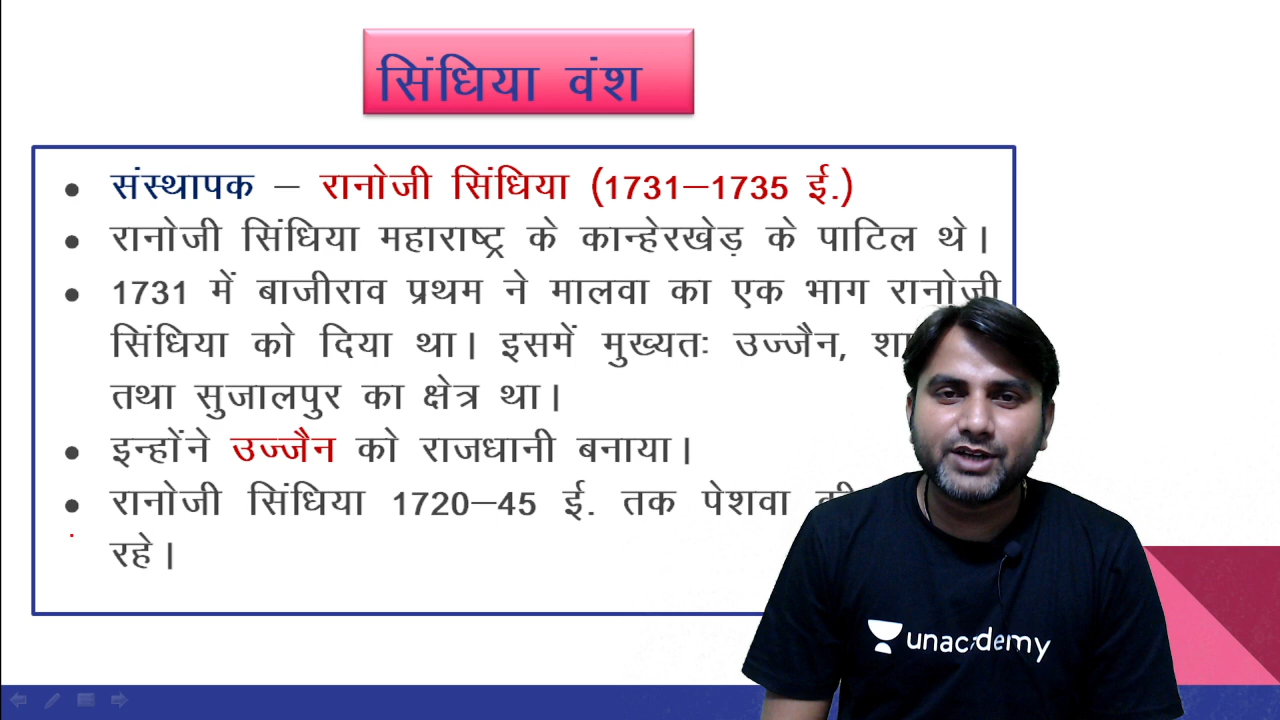 सिंधिया वंश
संस्थापक – रानोजी सिंधिया (1731–1735 ई.)
रानोजी सिंधिया महाराष्ट्र के कान्हेरखेड़ के पाटिल थे।
1731 में बाजीराव प्रथम ने मालवा का एक भाग रानोजी
सिंधिया को दिया था। इसमें मुख्यतः उज्जैन,
तथा सुजालपुर का क्षेत्र था।
इन्होंने उज्जैन को राजधानी बनाया।
रानोजी सिंधिया 1720–45 ई. तक पेशवा की
रहे।
unacademy